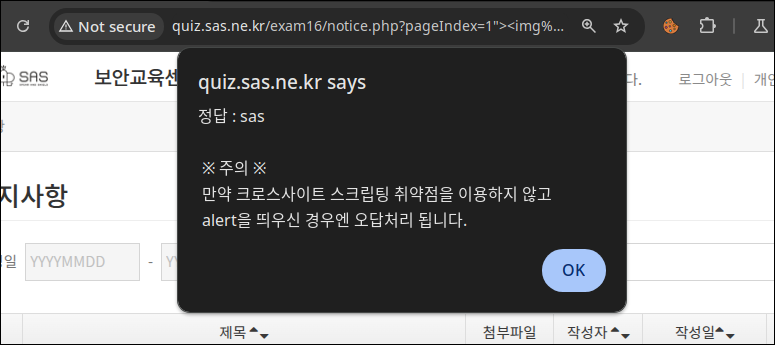 Not secure
quiz.sas.ne.kr/exam16/notice.php?pageIndex=1"><img%...
SAS
보안교육센
quiz.sas.ne.kr says
정답 : sas
※ 주의 ※
만약 크로스사이트 스크립팅 취약점을 이용하지 않고
alert을 띄우신 경우엔 오답처리 됩니다.
OK
다.
로그아웃
개인
지사항
성일
YYYYMMDD
-
YY
제목
첨부파일
작성자
작성일